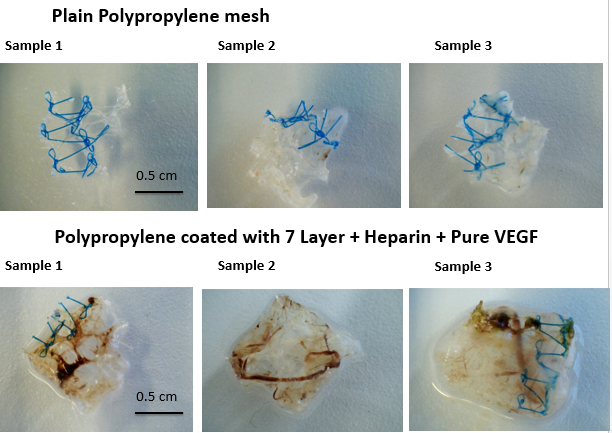 Plain Polypropylene mesh
Sample 1
Sample 2
Sample 3
0.5 cm
Polypropylene coated with 7 Layer + Heparin + Pure VEGF
Sample 1
Sample 2
Sample 3
0.5 cm